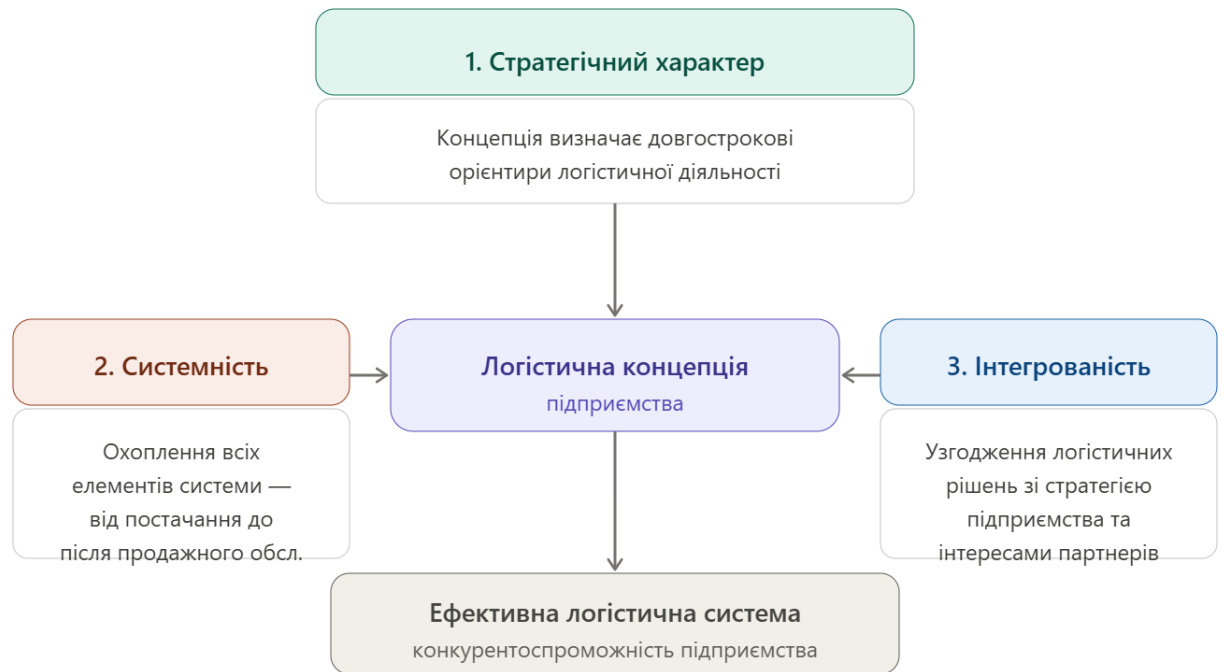 1. Стратегічний характер
Концепція визначає довгострокові
орієнтири логістичної діяльності
2. Системність
Охоплення всіх
елементів системи —
від постачання до
після продажного обсл.
Логістична концепція
підприємства
3. Інтегрованість
Узгодження логістичних
рішень зі стратегією
підприємства та
інтересами партнерів
Ефективна логістична система
конкурентоспроможність підприємства